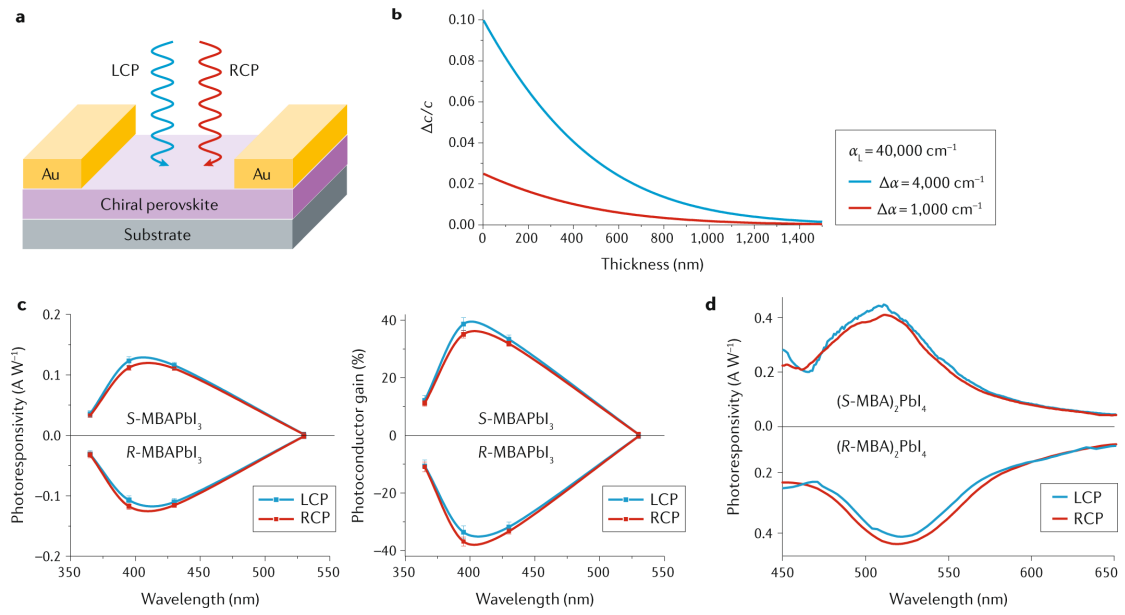 a
LCP
RCP
Au
Au
Chiral perovskite
Substrate
b
Δc/c
0.10
0.08
0.06
0.04
0.02
0.00
0
200
400
600
800
1,000
1,200
1,400
Thickness (nm)
α_L = 40,000 cm⁻¹
Δα = 4,000 cm⁻¹
Δα = 1,000 cm⁻¹
c
Photoresponsivity (A W⁻¹)
0.2
0.1
0.0
−0.1
−0.2
S-MBAPbI₃
R-MBAPbI₃
LCP
RCP
350
400
450
500
550
Wavelength (nm)
Photoconductor gain (%)
40
20
0
−20
−40
S-MBAPbI₃
R-MBAPbI₃
LCP
RCP
350
400
450
500
550
Wavelength (nm)
d
Photoresponsivity (A W⁻¹)
0.4
0.2
0.0
0.2
0.4
(S-MBA)₂PbI₄
(R-MBA)₂PbI₄
LCP
RCP
450
500
550
600
650
Wavelength (nm)